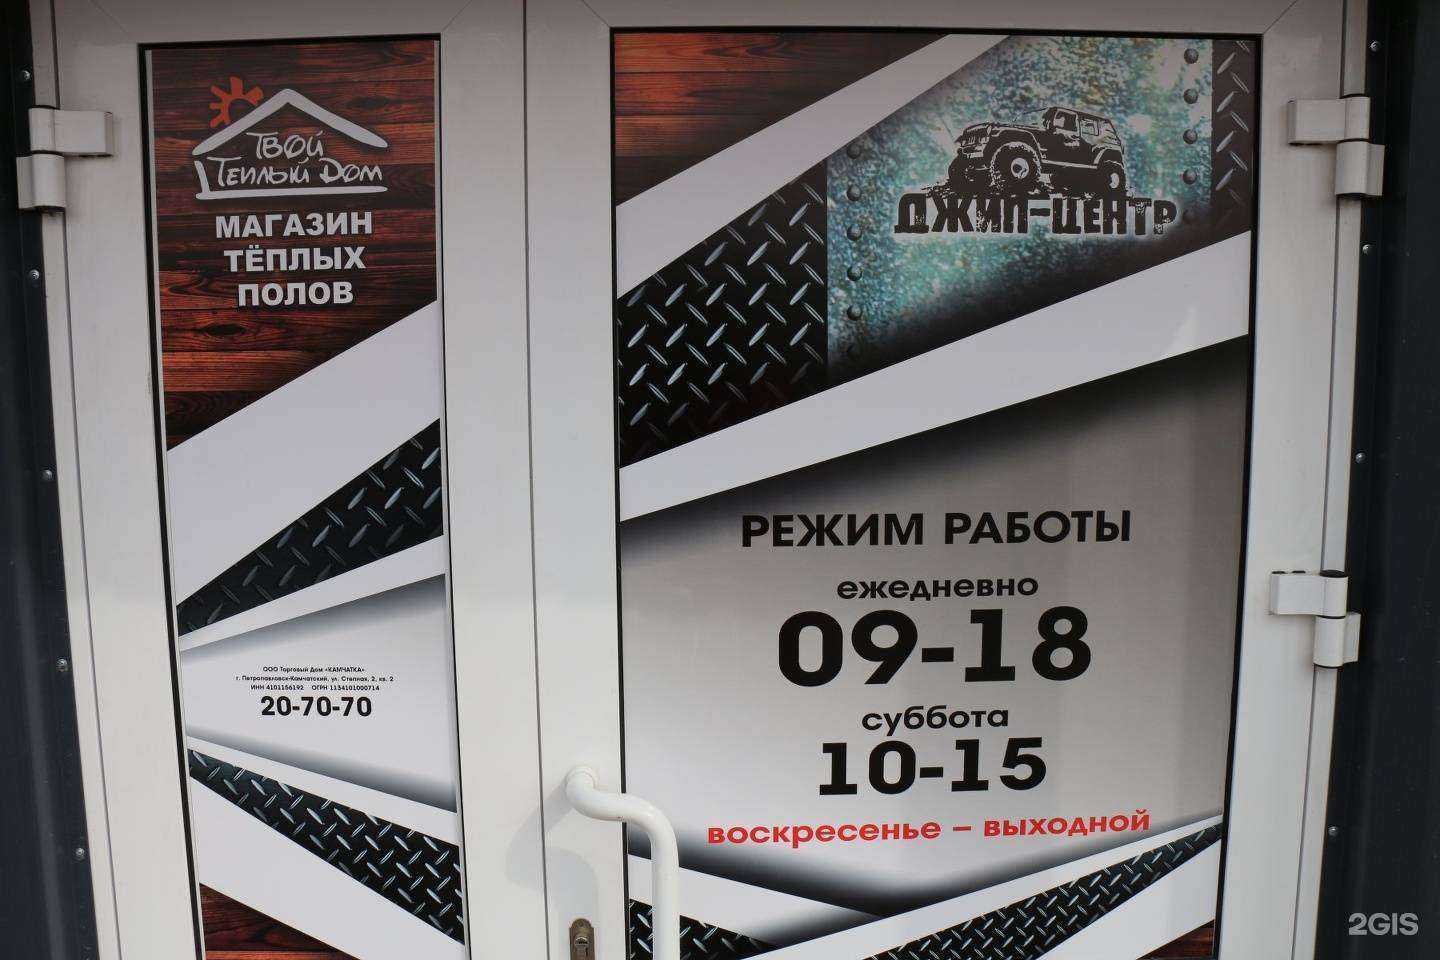 ТВОЙ
ТЕПЛЫЙ ДОМ
МАГАЗИН
ТЁПЛЫХ
ПОЛОВ
ООО Торговый Дом «КАМЧАТКА»
г. Петропавловск-Камчатский, ул. Степная, 2, кв. 2
ИНН 4101156192 ОГРН 1134101000714
20-70-70
ДЖИП-ЦЕНТР
РЕЖИМ РАБОТЫ
ежедневно
09-18
суббота
10-15
воскресенье – выходной
2GIS